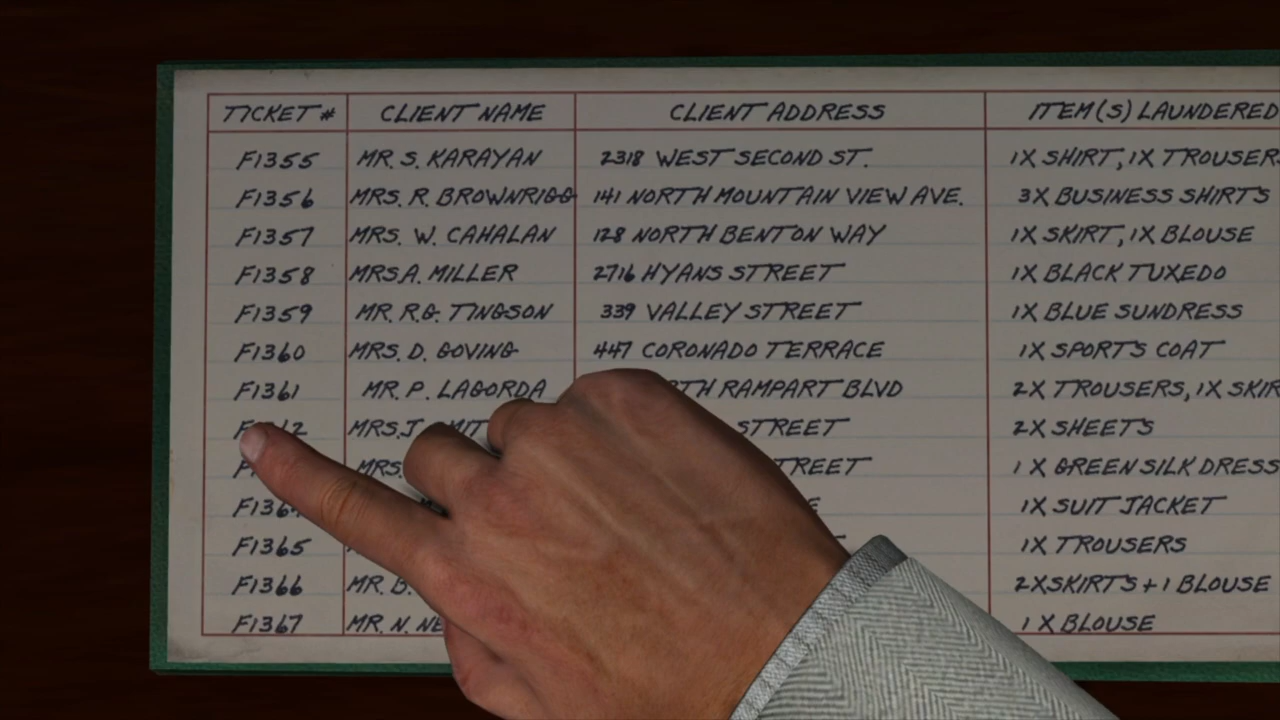 TICKET # CLIENT NAME CLIENT ADDRESS ITEM(S) LAUNDERED
F1355 MR. S. KARAYAN 2318 WEST SECOND ST. 1X SHIRT, 1X TROUSERS
F1356 MRS. R. BROWNRIGG 141 NORTH MOUNTAIN VIEW AVE. 3X BUSINESS SHIRTS
F1357 MRS. W. CAHALAN 128 NORTH BENTON WAY 1X SKIRT, 1X BLOUSE
F1358 MRS A. MILLER 2716 HYANS STREET 1X BLACK TUXEDO
F1359 MR. R.G. TINGSON 339 VALLEY STREET 1X BLUE SUNDRESS
F1360 MRS. D. GOVING 447 CORONADO TERRACE 1X SPORTS COAT
F1361 MR. P. LAGORDA RAMPART BLVD 2X TROUSERS, 1X
MRS. J. STREET 2X SHEETS
MRS. 1 X GREEN SILK DRESS
1X SUIT JACKET
F1365 1X TROUSERS
F1366 MR. B. 2X SKIRTS + 1 BLOUSE
F1367 MR. N. 1 X BLOUSE